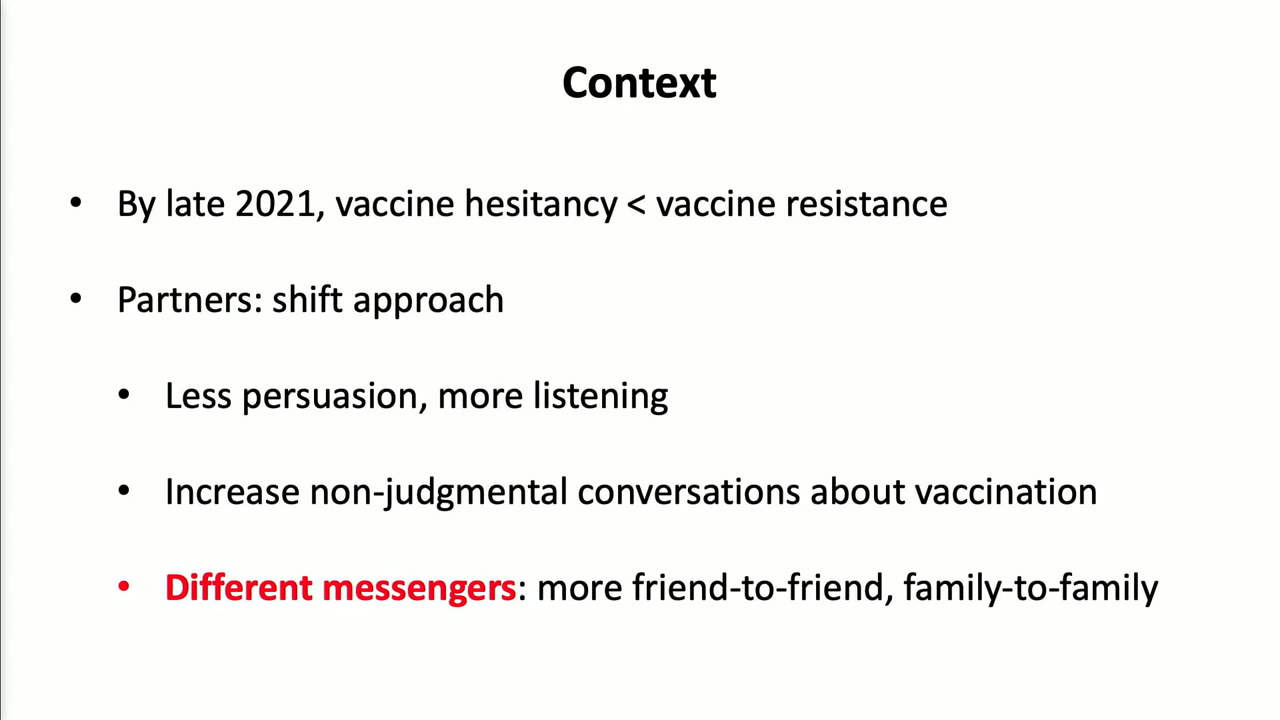 Context
• By late 2021, vaccine hesitancy < vaccine resistance
• Partners: shift approach
• Less persuasion, more listening
• Increase non-judgmental conversations about vaccination
• Different messengers: more friend-to-friend, family-to-family